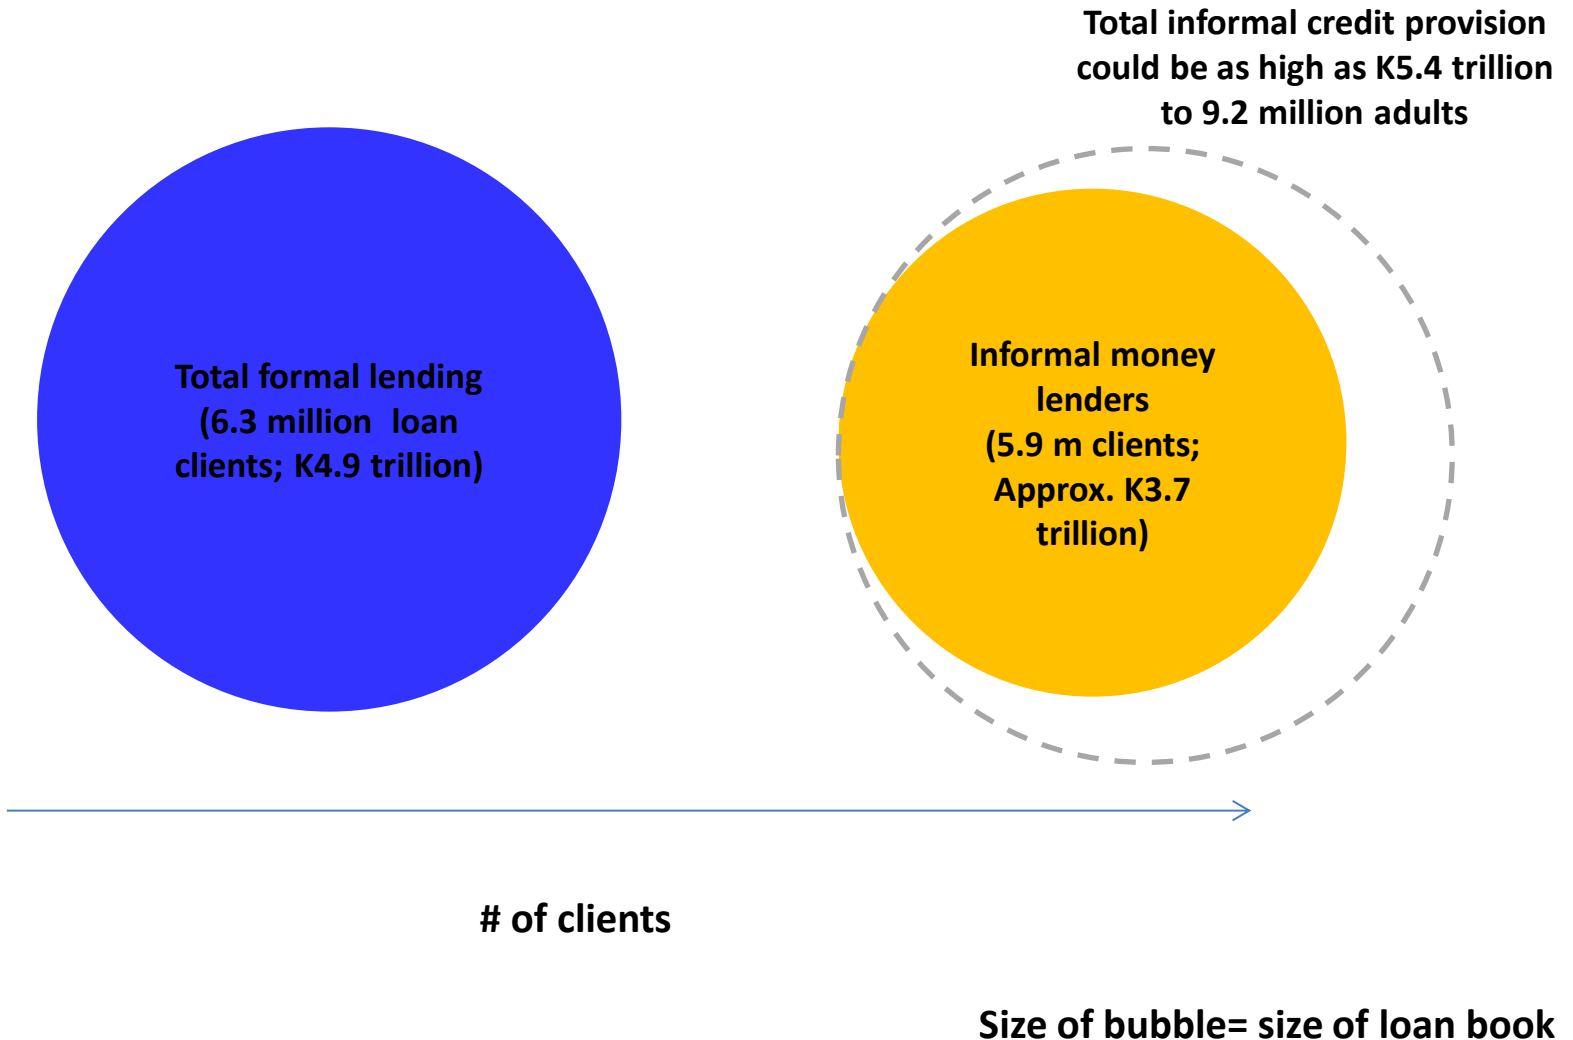 Total informal credit provision
could be as high as K5.4 trillion
to 9.2 million adults
Total formal lending
(6.3 million  loan
clients; K4.9 trillion)
Informal money
lenders
(5.9 m clients;
Approx. K3.7
trillion)
# of clients
Size of bubble= size of loan book